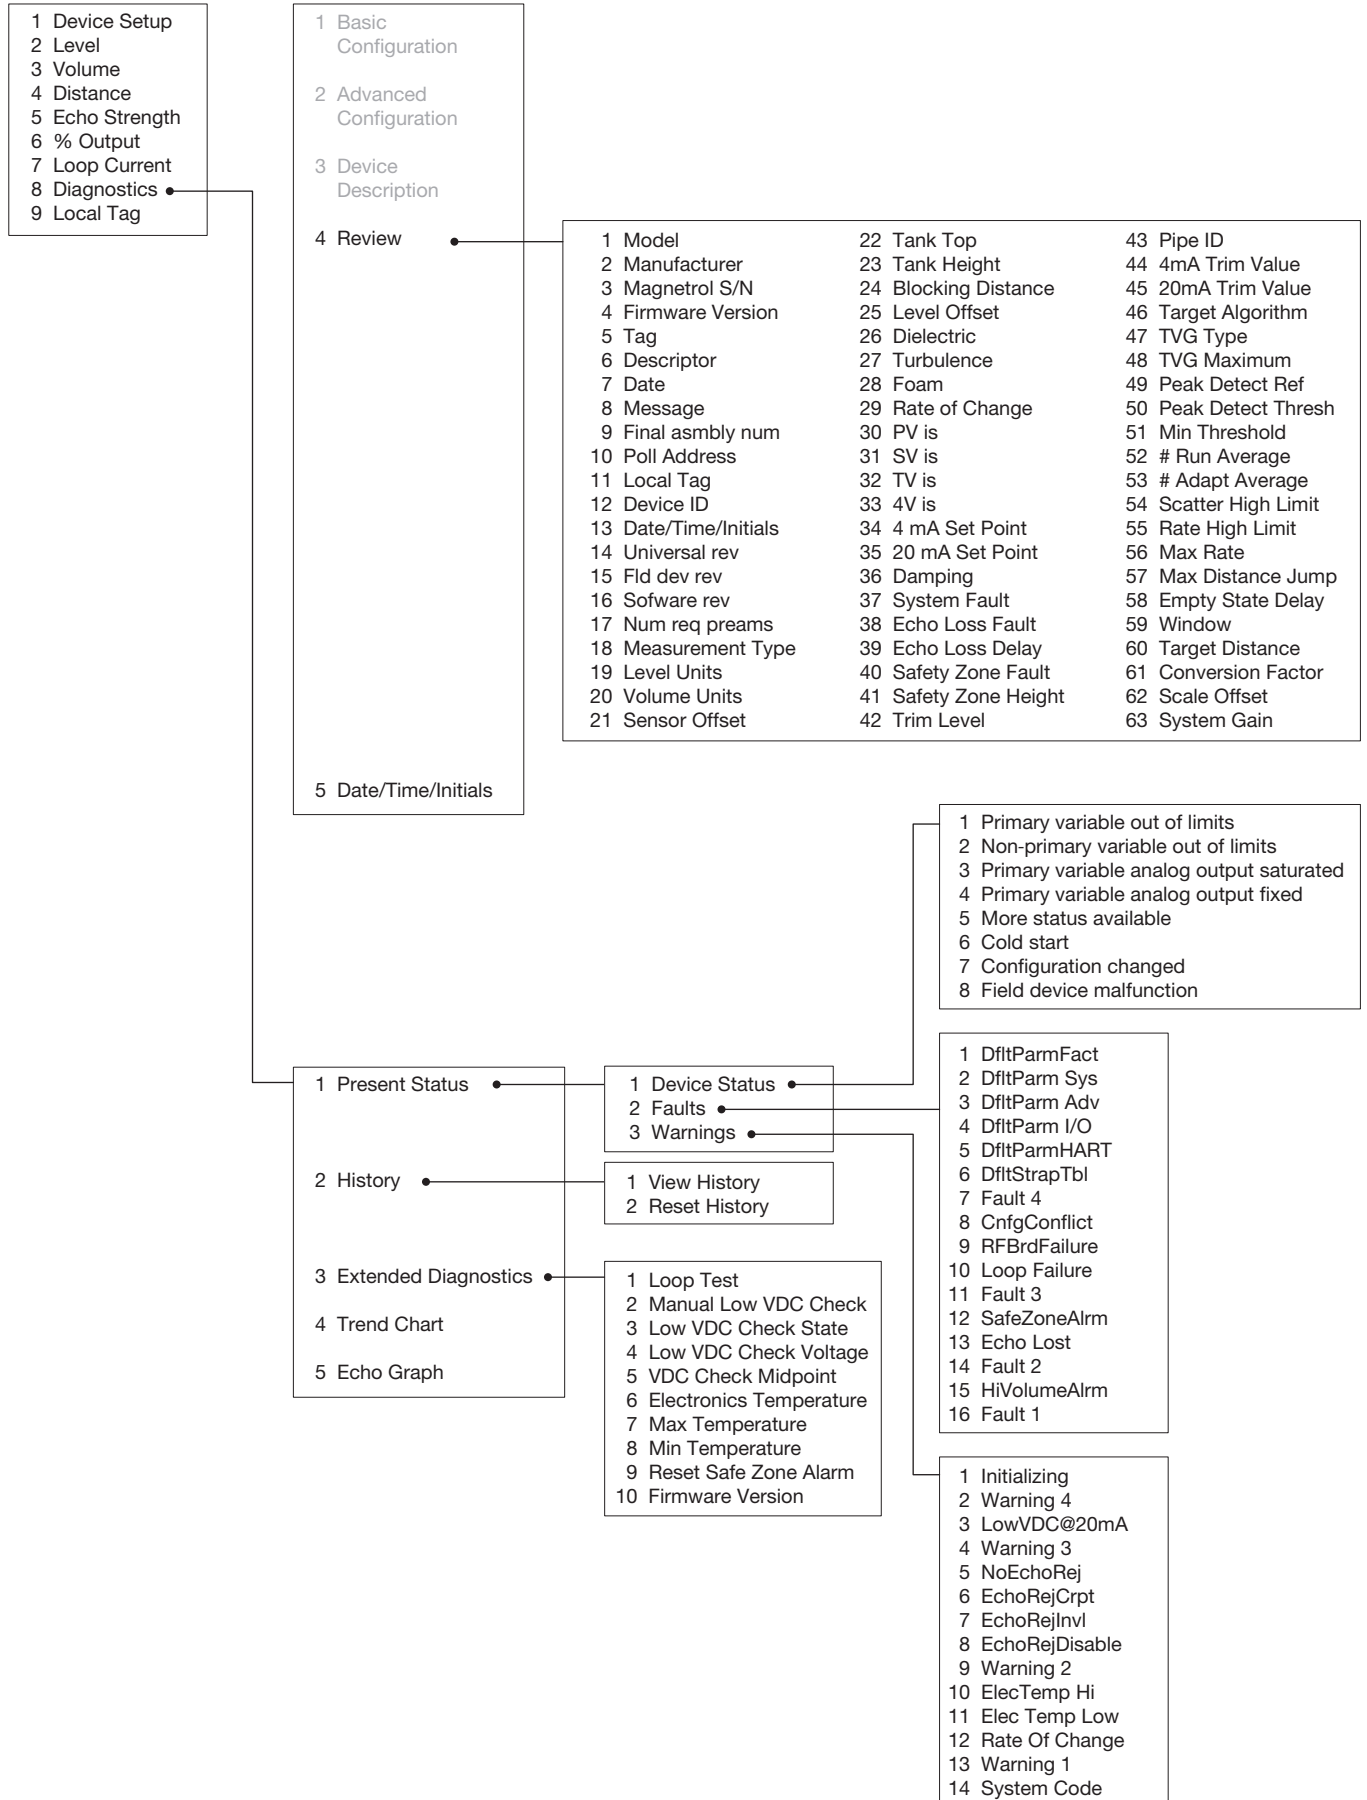 1 Device Setup
2 Level
3 Volume
4 Distance
5 Echo Strength
6 % Output
7 Loop Current
8 Diagnostics
9 Local Tag
1 Basic
Configuration
2 Advanced
Configuration
3 Device
Description
4 Review
5 Date/Time/Initials
1 Model
2 Manufacturer
3 Magnetrol S/N
4 Firmware Version
5 Tag
6 Descriptor
7 Date
8 Message
9 Final asmbly num
10 Poll Address
11 Local Tag
12 Device ID
13 Date/Time/Initials
14 Universal rev
15 Fld dev rev
16 Sofware rev
17 Num req preams
18 Measurement Type
19 Level Units
20 Volume Units
21 Sensor Offset
22 Tank Top
23 Tank Height
24 Blocking Distance
25 Level Offset
26 Dielectric
27 Turbulence
28 Foam
29 Rate of Change
30 PV is
31 SV is
32 TV is
33 4V is
34 4 mA Set Point
35 20 mA Set Point
36 Damping
37 System Fault
38 Echo Loss Fault
39 Echo Loss Delay
40 Safety Zone Fault
41 Safety Zone Height
42 Trim Level
43 Pipe ID
44 4mA Trim Value
45 20mA Trim Value
46 Target Algorithm
47 TVG Type
48 TVG Maximum
49 Peak Detect Ref
50 Peak Detect Thresh
51 Min Threshold
52 # Run Average
53 # Adapt Average
54 Scatter High Limit
55 Rate High Limit
56 Max Rate
57 Max Distance Jump
58 Empty State Delay
59 Window
60 Target Distance
61 Conversion Factor
62 Scale Offset
63 System Gain
1 Present Status
2 History
3 Extended Diagnostics
4 Trend Chart
5 Echo Graph
1 Device Status
2 Faults
3 Warnings
1 View History
2 Reset History
1 Loop Test
2 Manual Low VDC Check
3 Low VDC Check State
4 Low VDC Check Voltage
5 VDC Check Midpoint
6 Electronics Temperature
7 Max Temperature
8 Min Temperature
9 Reset Safe Zone Alarm
10 Firmware Version
1 Primary variable out of limits
2 Non-primary variable out of limits
3 Primary variable analog output saturated
4 Primary variable analog output fixed
5 More status available
6 Cold start
7 Configuration changed
8 Field device malfunction
1 DfltParmFact
2 DfltParm Sys
3 DfltParm Adv
4 DfltParm I/O
5 DfltParmHART
6 DfltStrapTbl
7 Fault 4
8 CnfgConflict
9 RFBrdFailure
10 Loop Failure
11 Fault 3
12 SafeZoneAlrm
13 Echo Lost
14 Fault 2
15 HiVolumeAlrm
16 Fault 1
1 Initializing
2 Warning 4
3 LowVDC@20mA
4 Warning 3
5 NoEchoRej
6 EchoRejCrpt
7 EchoRejInvl
8 EchoRejDisable
9 Warning 2
10 ElecTemp Hi
11 Elec Temp Low
12 Rate Of Change
13 Warning 1
14 System Code